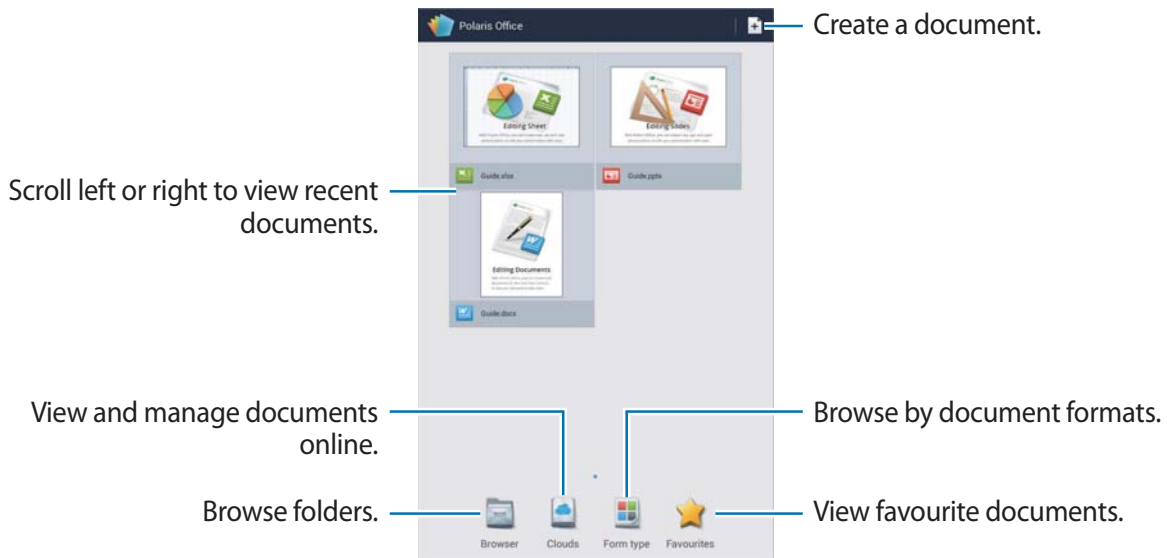 Polaris Office
Create a document.
Editing Sheet
Editing Slides
Guide.xlsx
Guide.pptx
Scroll left or right to view recent
documents.
W
Editing Documents
Guide.docx
View and manage documents
online.
Browse by document formats.
Browse folders.
View favourite documents.
Browser
Clouds
Form type
Favourites